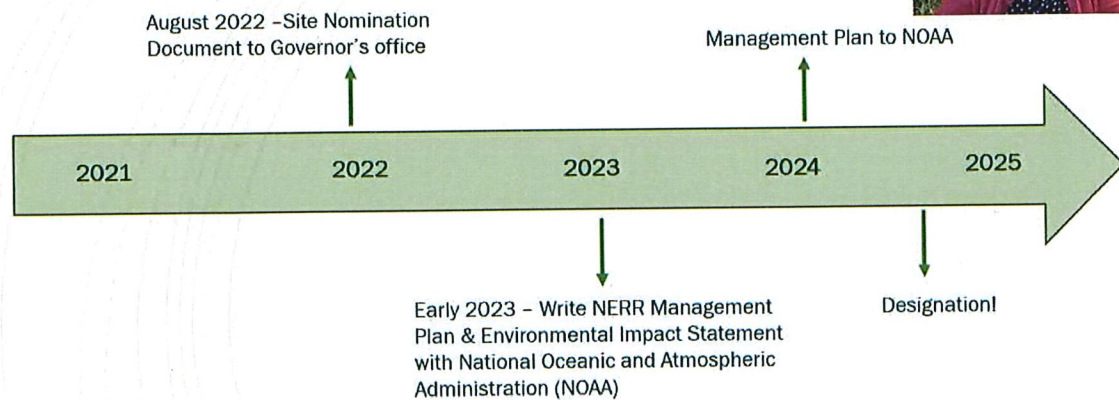 August 2022 –Site Nomination
Document to Governor's office
Management Plan to NOAA
2021
2022
2023
2024
2025
Early 2023 – Write NERR Management
Plan & Environmental Impact Statement
with National Oceanic and Atmospheric
Administration (NOAA)
Designation!